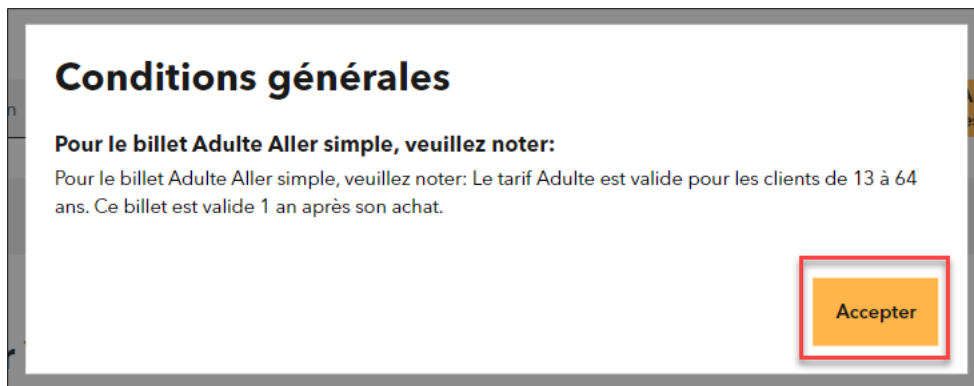 Conditions générales
Pour le billet Adulte Aller simple, veuillez noter:
Pour le billet Adulte Aller simple, veuillez noter: Le tarif Adulte est valide pour les clients de 13 à 64
ans. Ce billet est valide 1 an après son achat.
Accepter